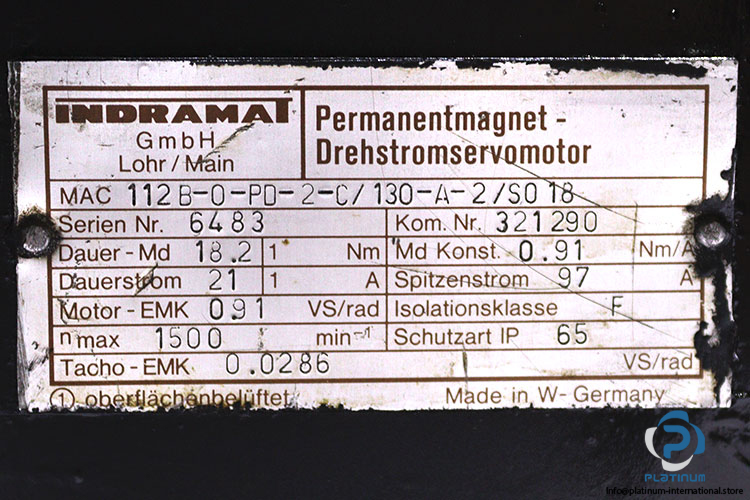 INDRAMAT
GmbH
Lohr/Main
Permanentmagnet-
Drehstromservomotor
MAC 112B-0-PD-2-C/130-A-2/S018
Serien Nr. 6483
Kom. Nr. 321290
Dauer-Md 18.2 1 Nm
Md Konst. 0.91 Nm/A
Dauerstrom 21 1 A
Spitzenstrom 97 A
Motor-EMK 0.91 VS/rad
Isolationsklasse F
n max 1500 min-1
Schutzart IP 65
Tacho-EMK 0.0286 VS/rad
① oberflächenbelüftet
Made in W-Germany
PLATINUM
Info@platinum-international.store